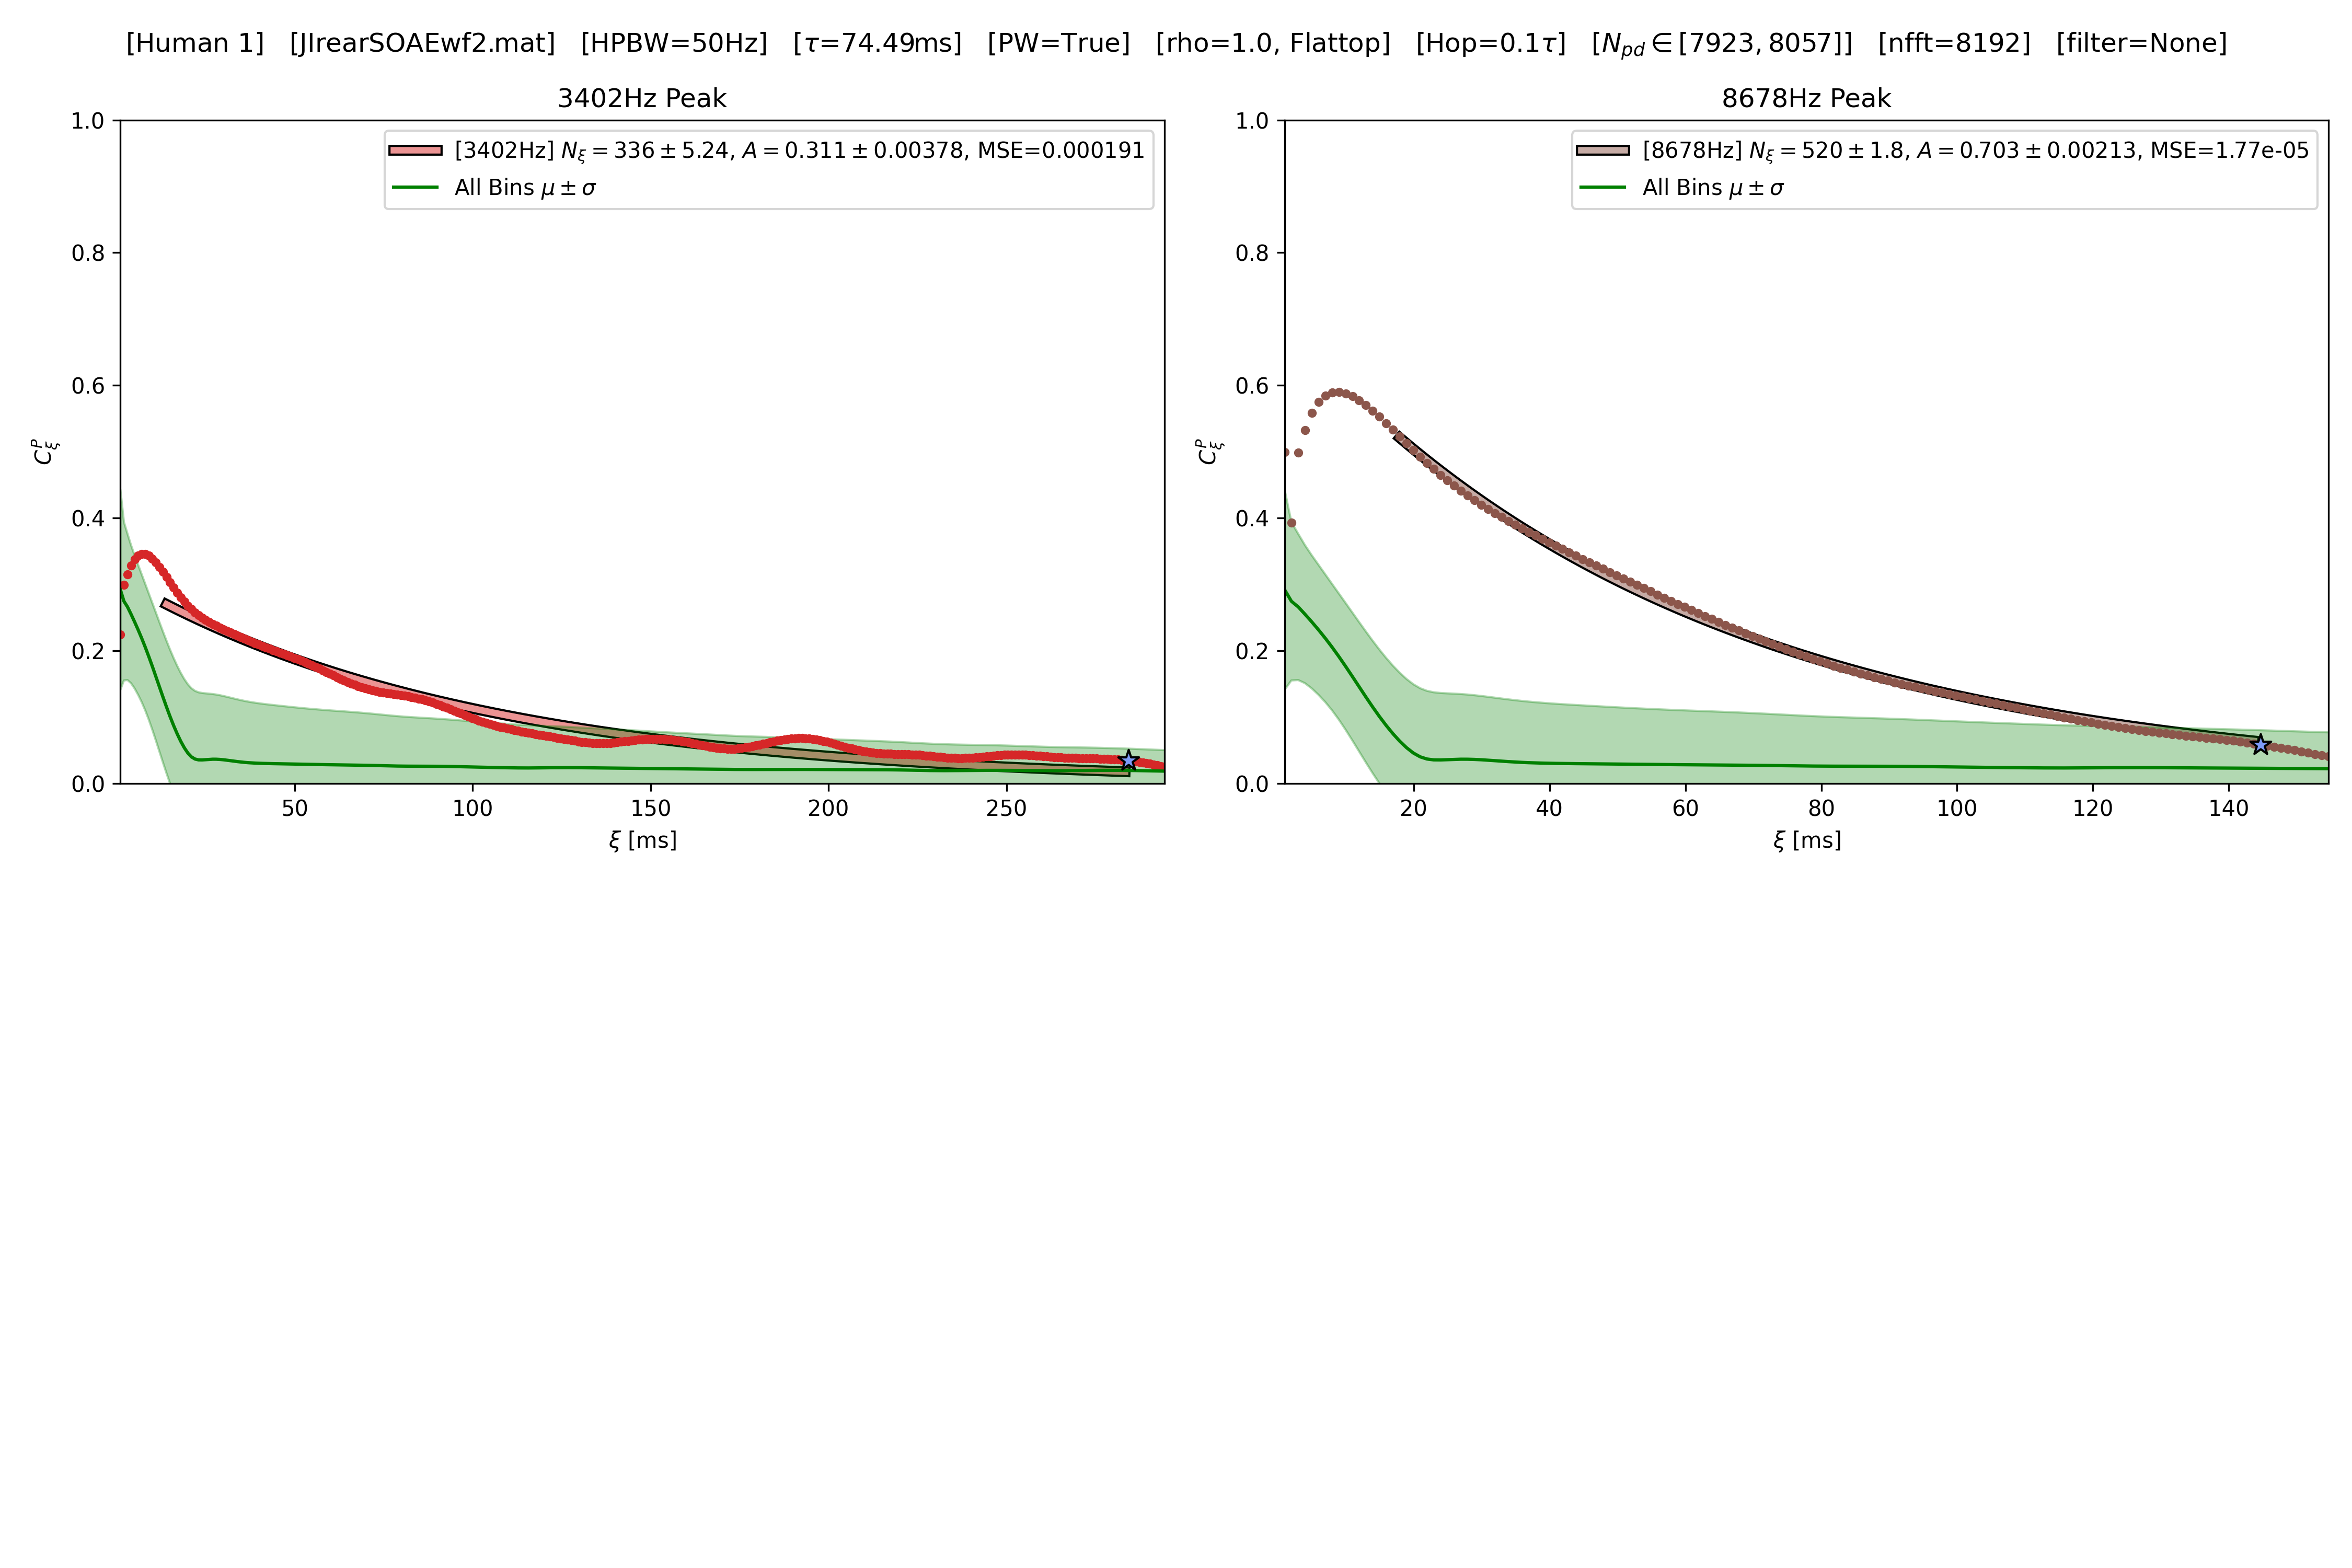 [Human 1] [JIrearSOAEwf2.mat] [HPBW=50Hz] [τ=74.49ms] [PW=True] [rho=1.0, Flattop] [Hop=0.1τ] [N_pd ∈ [7923, 8057]] [nfft=8192] [filter=None]
3402Hz Peak
[3402Hz] N_ξ = 336 ± 5.24, A = 0.311 ± 0.00378, MSE=0.000191
All Bins μ ± σ
1.0
0.8
0.6
0.4
0.2
0.0
C_ξ^P
50 100 150 200 250
ξ [ms]
8678Hz Peak
[8678Hz] N_ξ = 520 ± 1.8, A = 0.703 ± 0.00213, MSE=1.77e-05
All Bins μ ± σ
1.0
0.8
0.6
0.4
0.2
0.0
C_ξ^P
20 40 60 80 100 120 140
ξ [ms]